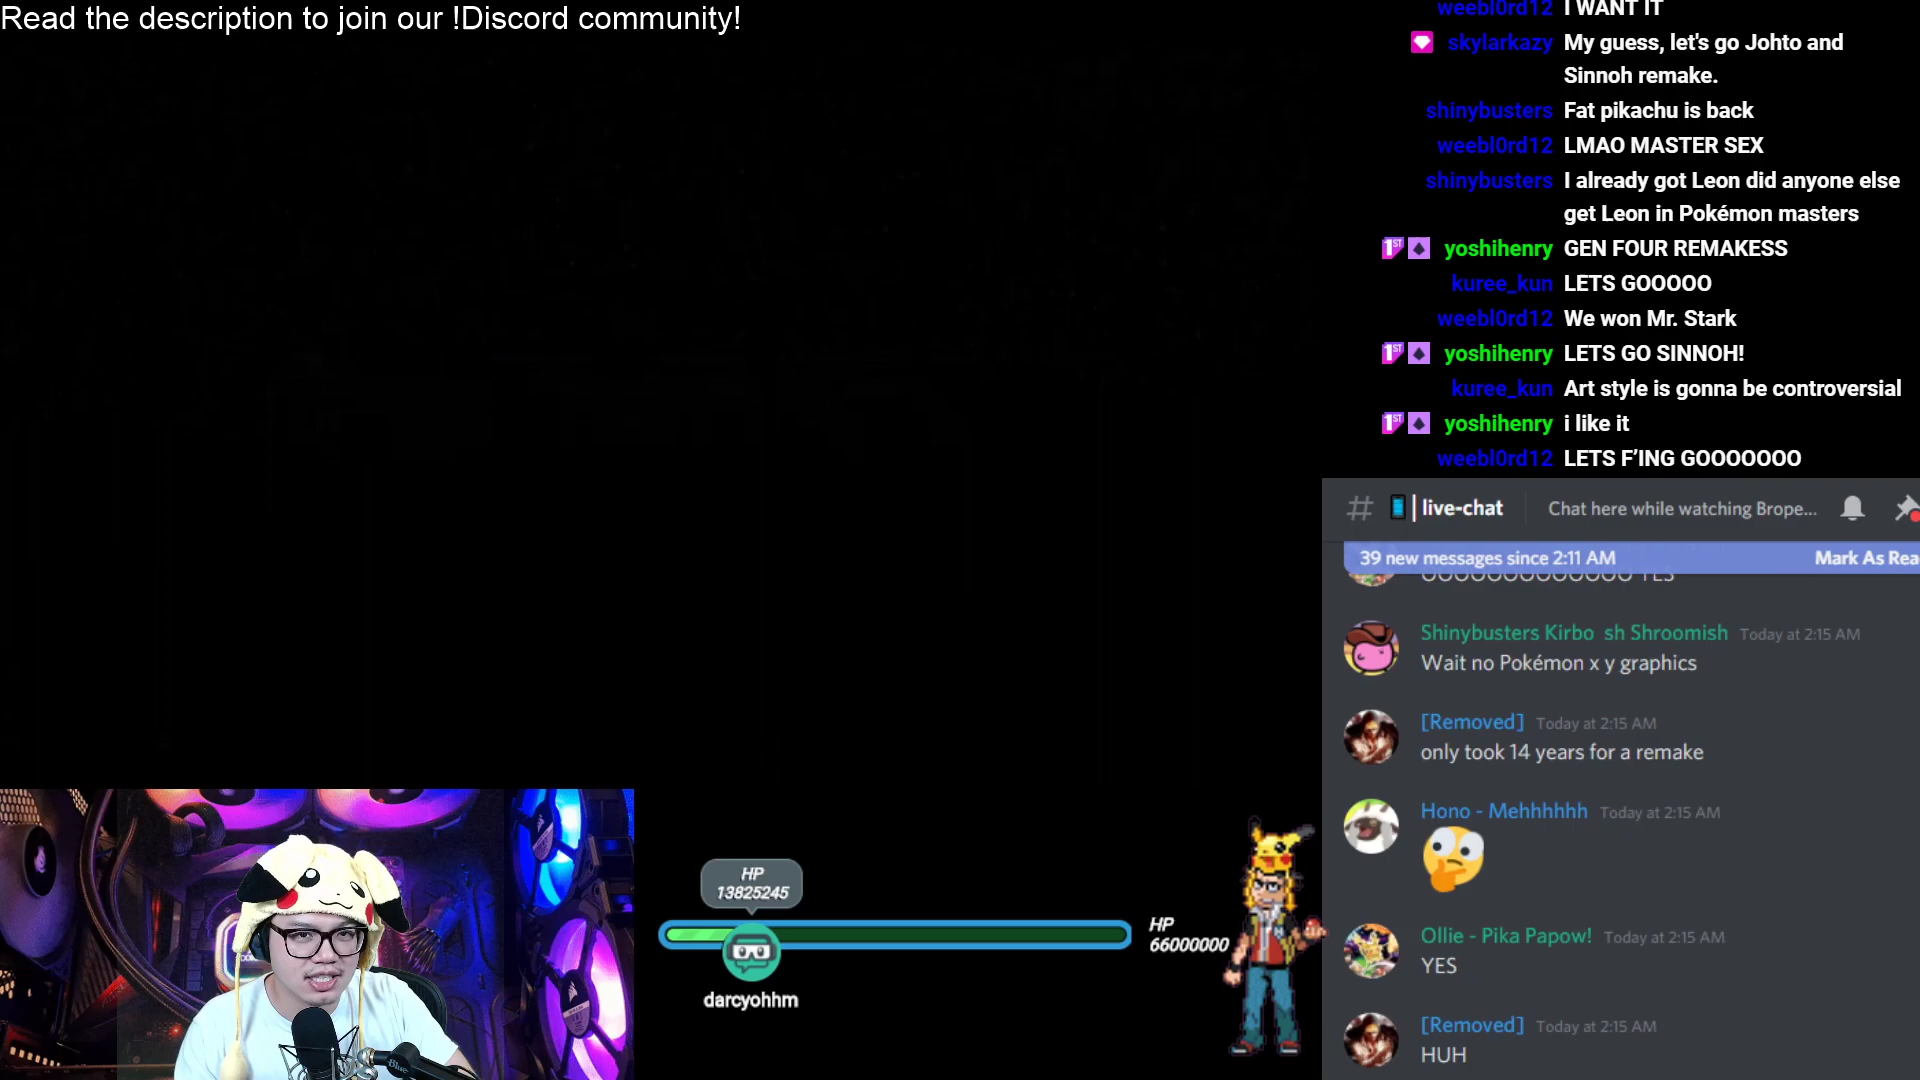 Read the description to join our !Discord community!
weebl0rd12 I WANT IT
skylarkazy My guess, let's go Johto and
Sinnoh remake.
shinybusters Fat pikachu is back
weebl0rd12 LMAO MASTER SEX
shinybusters I already got Leon did anyone else
get Leon in Pokémon masters
1ST yoshihenry GEN FOUR REMAKESS
kuree_kun LETS GOOOOO
weebl0rd12 We won Mr. Stark
1ST yoshihenry LETS GO SINNOH!
kuree_kun Art style is gonna be controversial
1ST yoshihenry i like it
weebl0rd12 LETS F'ING GOOOOOOO
# | live-chat Chat here while watching Brope...
39 new messages since 2:11 AM Mark As Rea
YES
Shinybusters Kirbo sh Shroomish Today at 2:15 AM
Wait no Pokémon x y graphics
[Removed] Today at 2:15 AM
only took 14 years for a remake
Hono - Mehhhhhh Today at 2:15 AM
Ollie - Pika Papow! Today at 2:15 AM
YES
[Removed] Today at 2:15 AM
HUH
HP
13825245
HP
66000000
darcyohhm